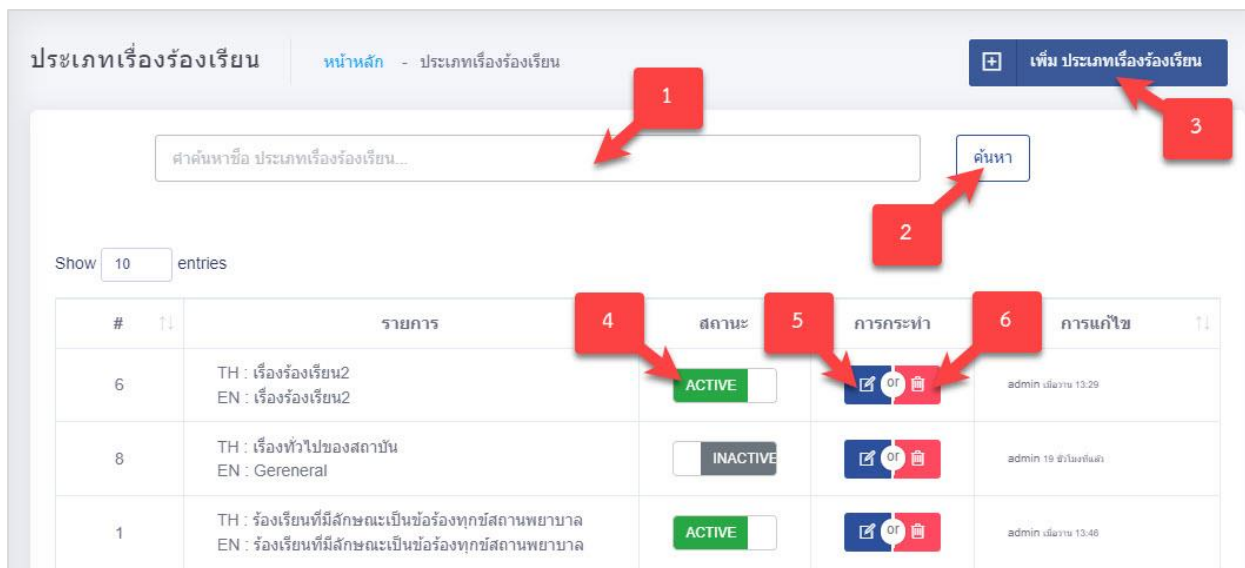 ประเภทเรื่องร้องเรียน
หน้าหลัก - ประเภทเรื่องร้องเรียน
เพิ่ม ประเภทเรื่องร้องเรียน
1
3
คำค้นหาชื่อ ประเภทเรื่องร้องเรียน...
ค้นหา
2
Show 10 entries
# รายการ 4 สถานะ 5 การกระทำ 6 การแก้ไข
6
TH : เรื่องร้องเรียน2
EN : เรื่องร้องเรียน2
ACTIVE
or
admin เมื่อวาน 13:29
8
TH : เรื่องทั่วไปของสถาบัน
EN : Gereneral
INACTIVE
or
admin 19 ชั่วโมงที่แล้ว
1
TH : ร้องเรียนที่มีลักษณะเป็นข้อร้องทุกข์สถานพยาบาล
EN : ร้องเรียนที่มีลักษณะเป็นข้อร้องทุกข์สถานพยาบาล
ACTIVE
or
admin เมื่อวาน 13:46